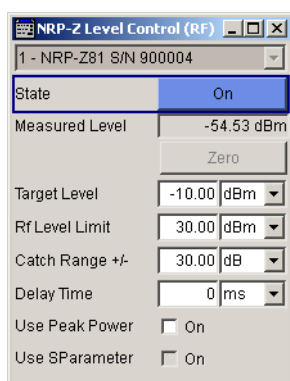 NRP-Z Level Control (RF)
1 - NRP-Z81 S/N 900004
State On
Measured Level -54.53 dBm
Zero
Target Level -10.00 dBm
Rf Level Limit 30.00 dBm
Catch Range +/- 30.00 dB
Delay Time 0 ms
Use Peak Power On
Use SParameter On